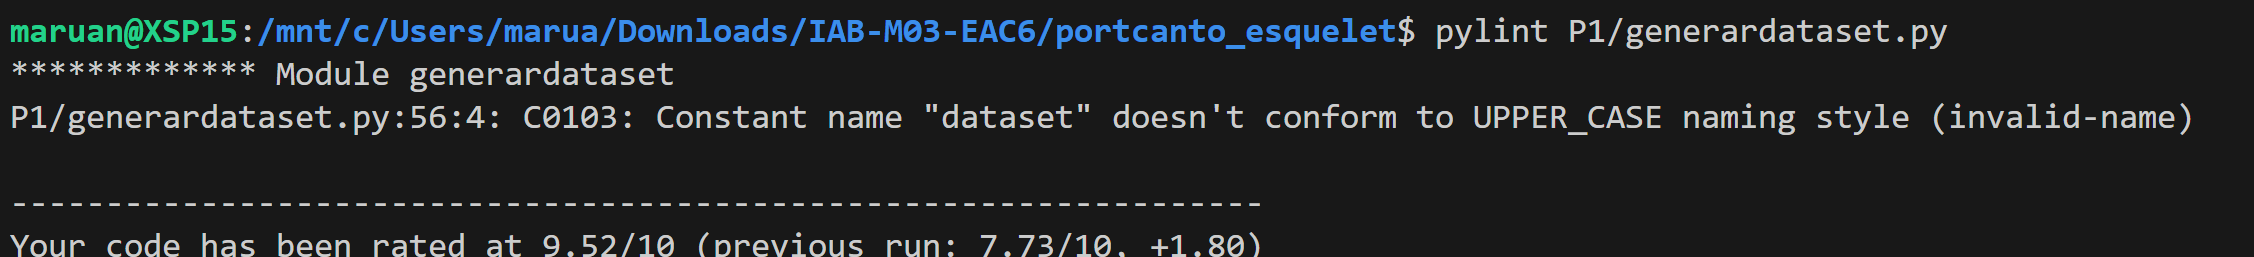 maruan@XSP15:/mnt/c/Users/marua/Downloads/IAB-M03-EAC6/portcanto_esquelet$ pylint P1/generardataset.py
************* Module generardataset
P1/generardataset.py:56:4: C0103: Constant name "dataset" doesn't conform to UPPER_CASE naming style (invalid-name)
------------------------------------------------------------------
Your code has been rated at 9.52/10 (previous run: 7.73/10, +1.80)